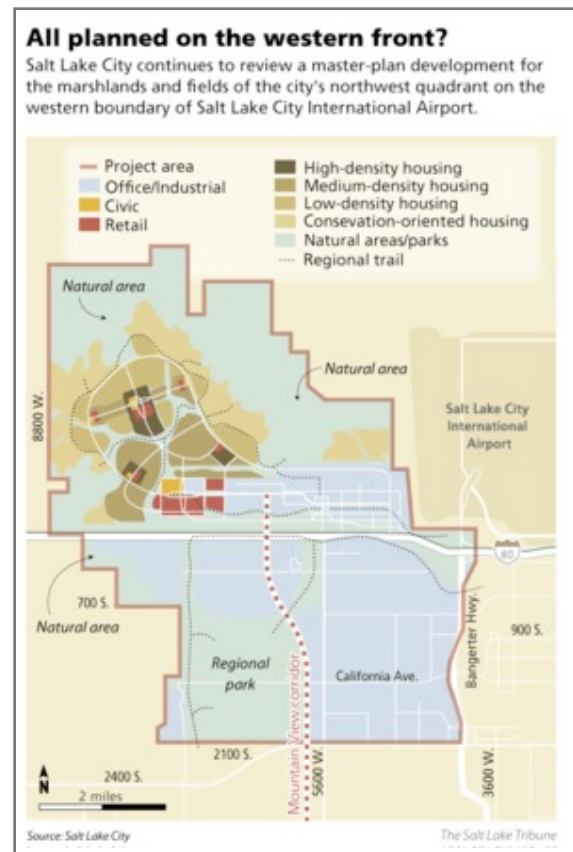 All planned on the western front?
Salt Lake City continues to review a master-plan development for
the marshlands and fields of the city's northwest quadrant on the
western boundary of Salt Lake City International Airport.
Project area
Office/Industrial
Civic
Retail
High-density housing
Medium-density housing
Low-density housing
Consevation-oriented housing
Natural areas/parks
Regional trail
Natural area
Natural area
8800 W.
Salt Lake City
International
Airport
80
700 S.
Natural area
Bangerter Hwy.
900 S.
Regional
park
California Ave.
Mountain View corridor
2100 S.
5600 W.
3600 W.
N
2400 S.
2 miles
Source: Salt Lake City
The Salt Lake Tribune